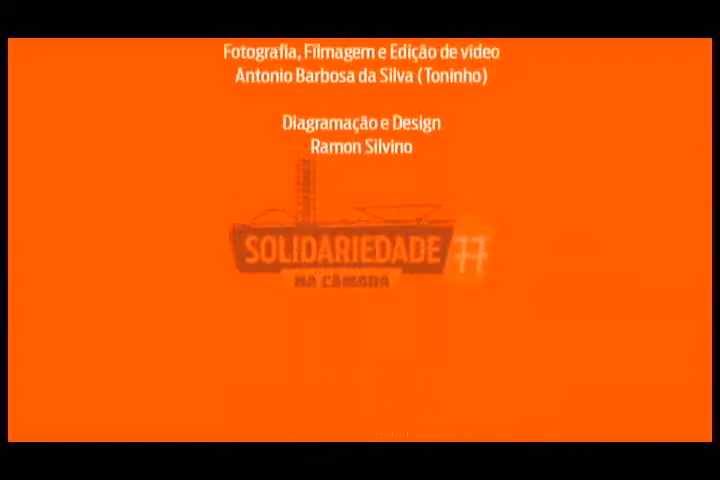 Fotografia, Filmagem e Edição de vídeo
Antonio Barbosa da Silva (Toninho)
Diagramação e Design
Ramon Silvino
SOLIDARIEDADE 77
NA CÂMARA